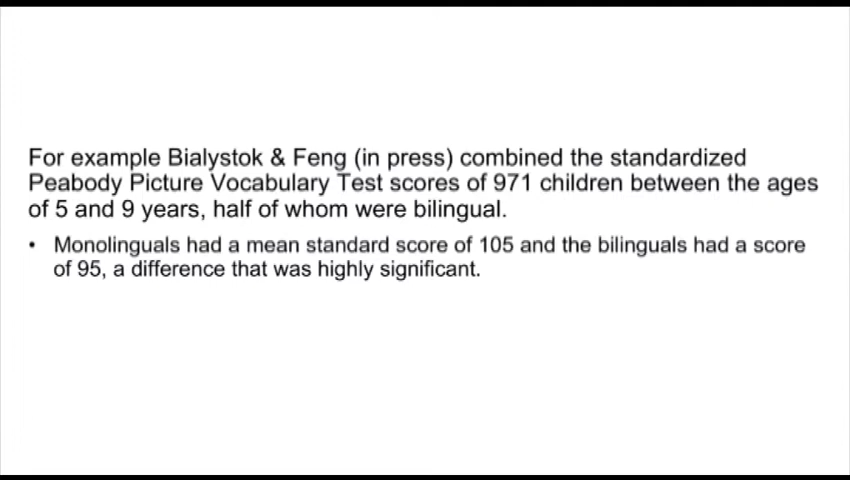 For example Bialystok & Feng (in press) combined the standardized
Peabody Picture Vocabulary Test scores of 971 children between the ages
of 5 and 9 years, half of whom were bilingual.
• Monolinguals had a mean standard score of 105 and the bilinguals had a score
of 95, a difference that was highly significant.